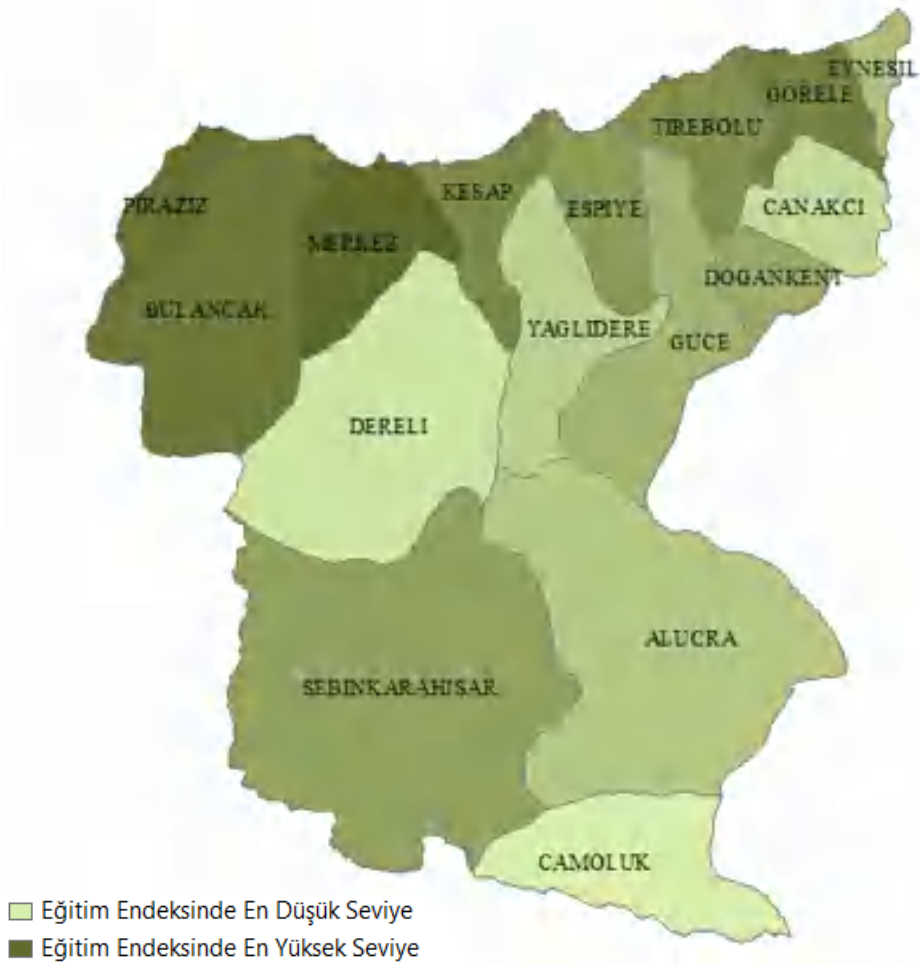 EYNESIL
GORELE
TIREBOLU
KESAP
ESPIYE
CANAKCI
PIRAZIZ
MERKEZ
DOGANKENT
BULANCAK
YAGLIDERE
GUCE
DERELI
ALUCRA
SEBINKARAHISAR
CAMOLUK
Eğitim Endeksinde En Düşük Seviye
Eğitim Endeksinde En Yüksek Seviye